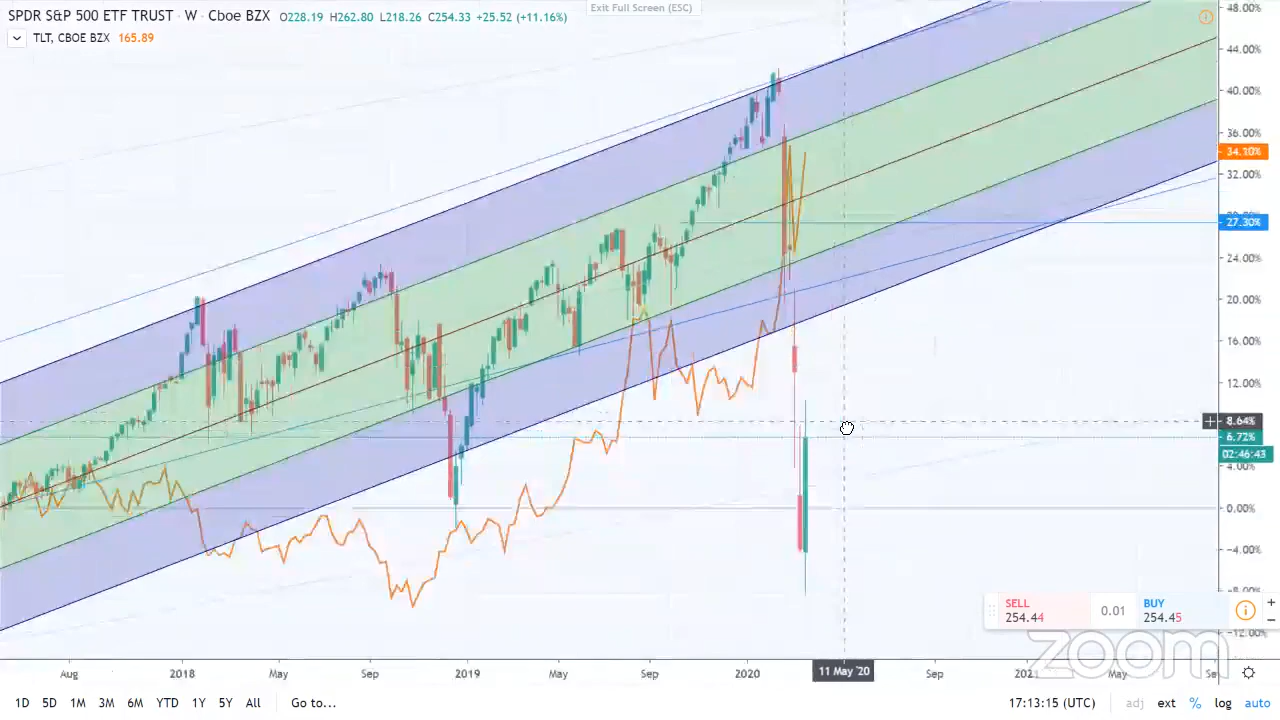 SPDR S&P 500 ETF TRUST · W · Cboe BZX O228.19 H262.80 L218.26 C254.33 +25.52 (+11.16%)
Exit Full Screen (ESC)
TLT, CBOE BZX 165.89
48.00%
44.00%
40.00%
36.00%
34.10%
32.00%
27.30%
24.00%
20.00%
16.00%
12.00%
8.64%
6.72%
02:46:43
4.00%
0.00%
-4.00%
-8.00%
-12.00%
SELL
254.44
0.01
BUY
254.45
zoom
Aug 2018 May Sep 2019 May Sep 2020 11 May '20 Sep 2021 May Se
1D 5D 1M 3M 6M YTD 1Y 5Y All Go to... 17:13:15 (UTC) adj ext % log auto